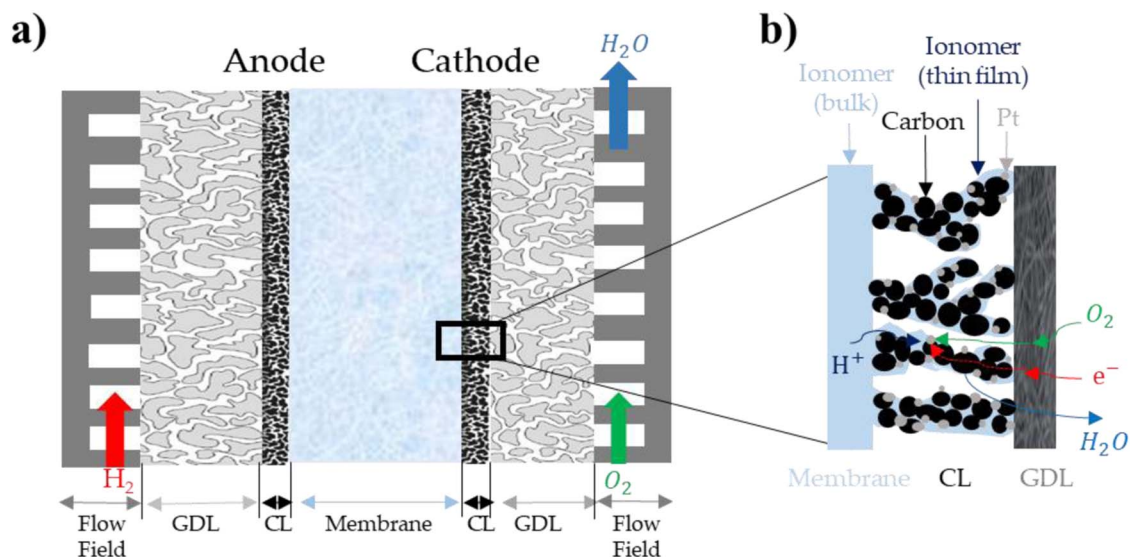 a)
Anode
Cathode
H₂O
H₂
O₂
Flow
Field
GDL
CL
Membrane
CL
GDL
Flow
Field
b)
Ionomer
(bulk)
Ionomer
(thin film)
Carbon
Pt
H⁺
O₂
e⁻
H₂O
Membrane
CL
GDL